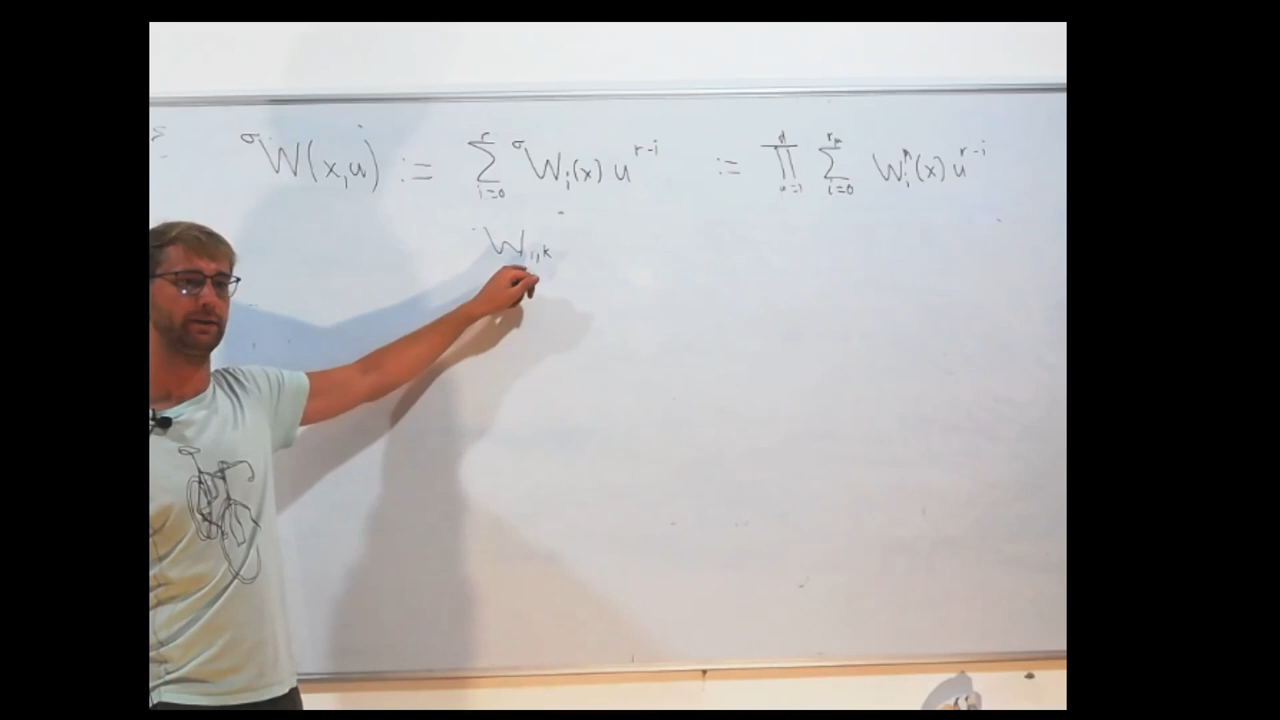 σW(x,u) := Σ_{i=0}^{r} σW_i(x) u^{r-i} := ∏_{μ=1}^{d} Σ_{i=0}^{r_μ} W_i^μ(x) u^{r-i}
W_{i,k}